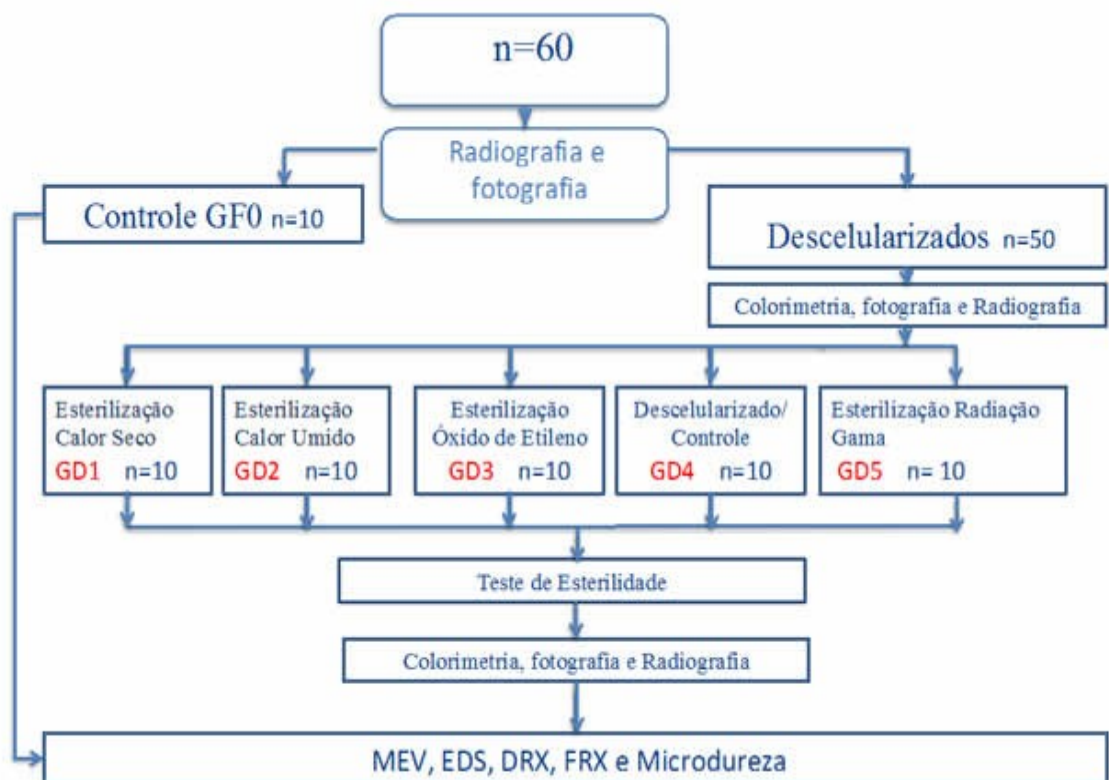 n=60
Radiografia e
fotografia
Controle GF0 n=10
Descelularizados n=50
Colorimetria, fotografia e Radiografia
Esterilização
Calor Seco
GD1 n=10
Esterilização
Calor Umido
GD2 n=10
Esterilização
Óxido de Etileno
GD3 n=10
Descelularizado/
Controle
GD4 n=10
Esterilização Radiação
Gama
GD5 n= 10
Teste de Esterilidade
Colorimetria, fotografia e Radiografia
MEV, EDS, DRX, FRX e Microdureza